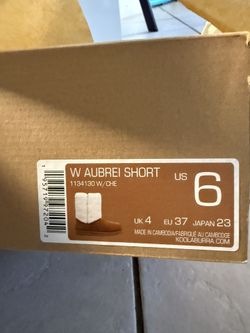 W AUBREI SHORT
1134130 W/CHE
US 6
UK 4 EU 37 JAPAN 23
MADE IN CAMBODIA/FABRIQUÉ AU CAMBODGE
KOOLABURRA.COM